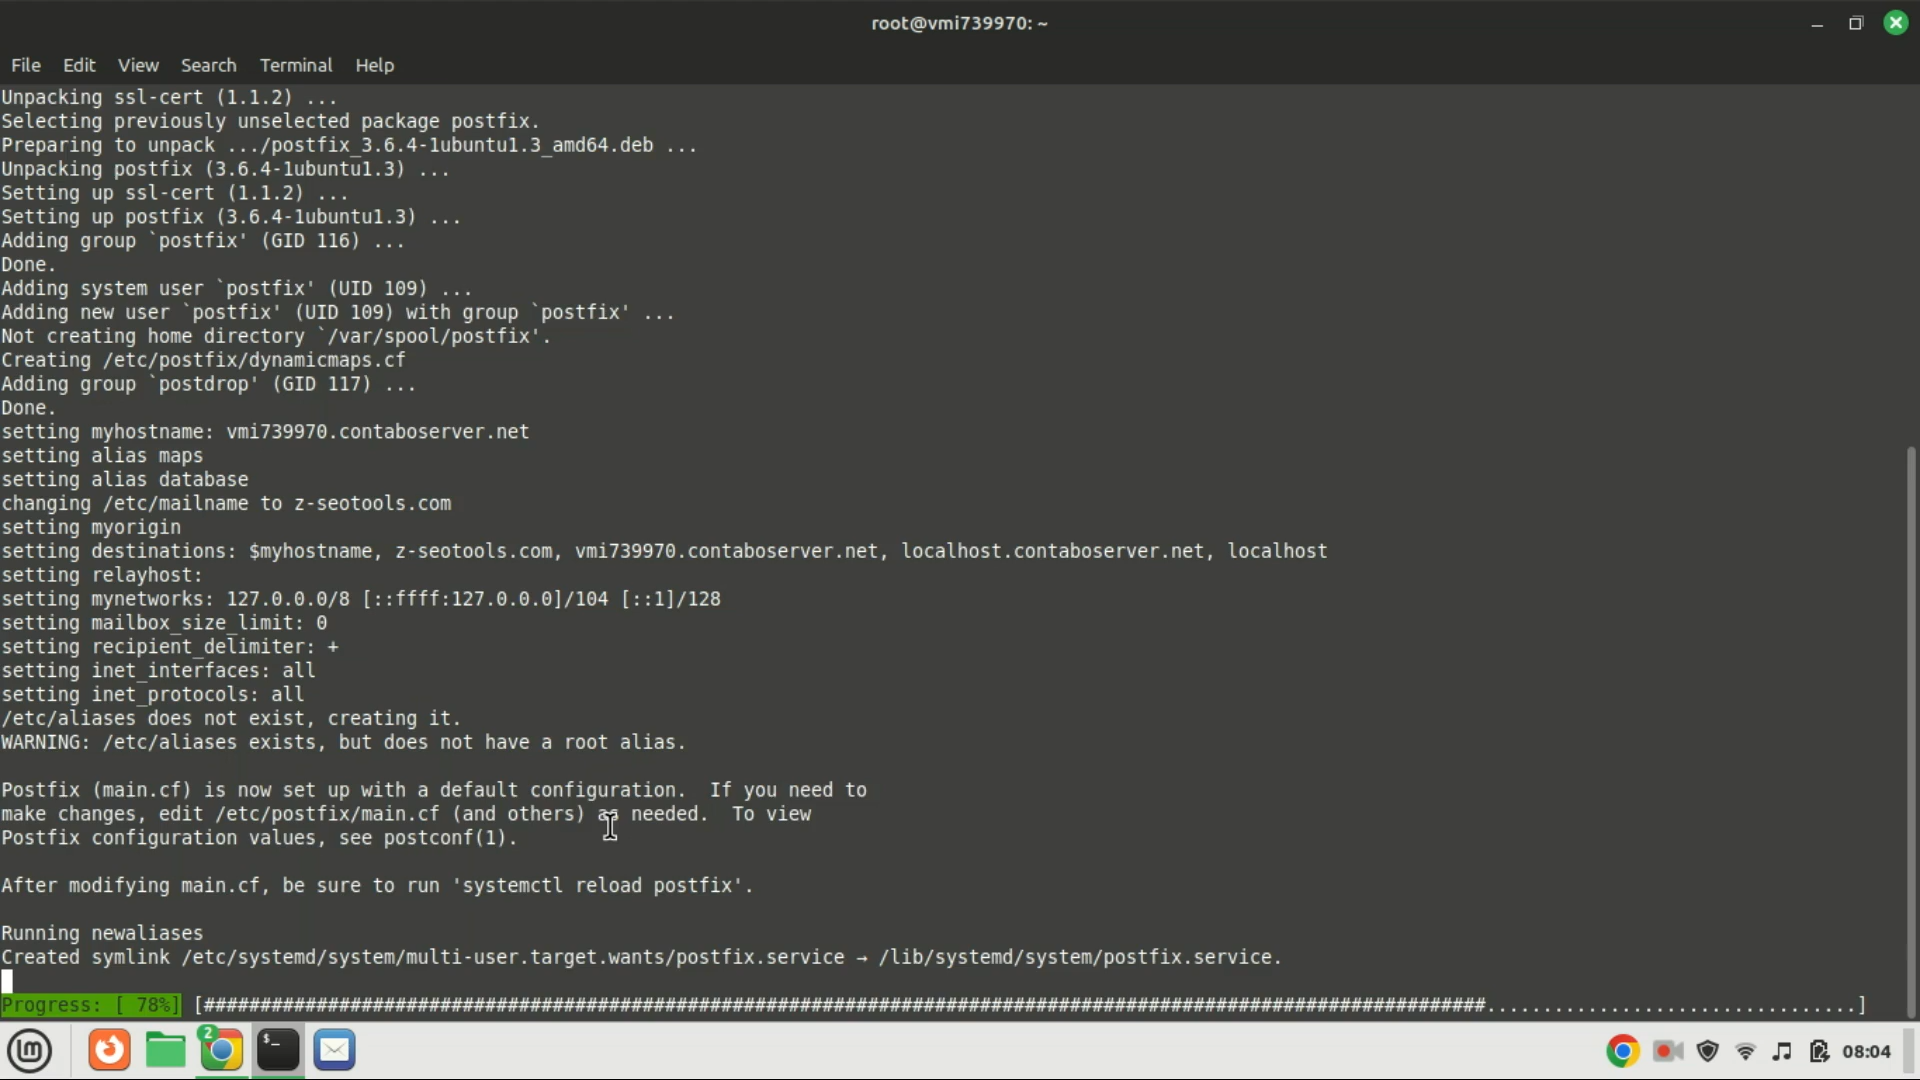 root@vmi739970: ~
File Edit View Search Terminal Help
Unpacking ssl-cert (1.1.2) ...
Selecting previously unselected package postfix.
Preparing to unpack .../postfix_3.6.4-1ubuntu1.3_amd64.deb ...
Unpacking postfix (3.6.4-1ubuntu1.3) ...
Setting up ssl-cert (1.1.2) ...
Setting up postfix (3.6.4-1ubuntu1.3) ...
Adding group `postfix' (GID 116) ...
Done.
Adding system user `postfix' (UID 109) ...
Adding new user `postfix' (UID 109) with group `postfix' ...
Not creating home directory `/var/spool/postfix'.
Creating /etc/postfix/dynamicmaps.cf
Adding group `postdrop' (GID 117) ...
Done.
setting myhostname: vmi739970.contaboserver.net
setting alias maps
setting alias database
changing /etc/mailname to z-seotools.com
setting myorigin
setting destinations: $myhostname, z-seotools.com, vmi739970.contaboserver.net, localhost.contaboserver.net, localhost
setting relayhost:
setting mynetworks: 127.0.0.0/8 [::ffff:127.0.0.0]/104 [::1]/128
setting mailbox_size_limit: 0
setting recipient_delimiter: +
setting inet_interfaces: all
setting inet_protocols: all
/etc/aliases does not exist, creating it.
WARNING: /etc/aliases exists, but does not have a root alias.
Postfix (main.cf) is now set up with a default configuration.  If you need to
make changes, edit /etc/postfix/main.cf (and others) as needed.  To view
Postfix configuration values, see postconf(1).
After modifying main.cf, be sure to run 'systemctl reload postfix'.
Running newaliases
Created symlink /etc/systemd/system/multi-user.target.wants/postfix.service → /lib/systemd/system/postfix.service.
Progress: [ 78%] [##################################################################################################################.................................]
2
08:04